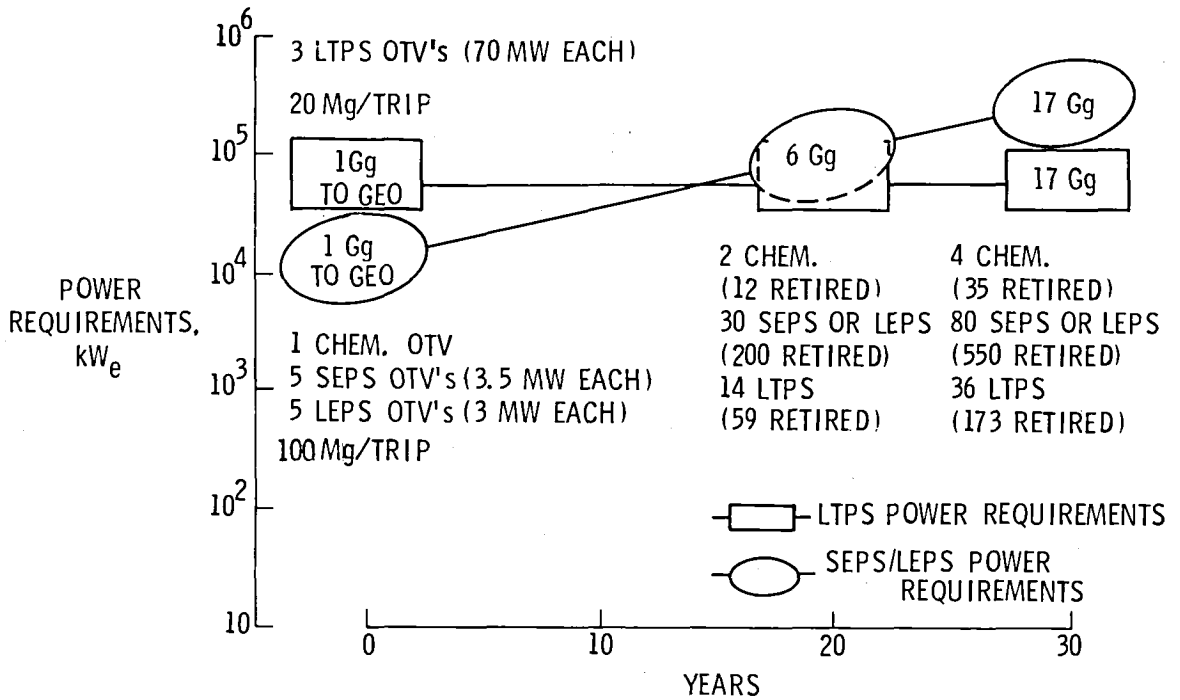 10^6
3 LTPS OTV's (70 MW EACH)
20 Mg/TRIP
10^5
1Gg
TO GEO
6 Gg
17 Gg
17 Gg
1 Gg
TO GEO
10^4
POWER
REQUIREMENTS,
kW_e
10^3
1 CHEM. OTV
5 SEPS OTV's (3.5 MW EACH)
5 LEPS OTV's (3 MW EACH)
100 Mg/TRIP
2 CHEM.
(12 RETIRED)
30 SEPS OR LEPS
(200 RETIRED)
14 LTPS
(59 RETIRED)
4 CHEM.
(35 RETIRED)
80 SEPS OR LEPS
(550 RETIRED)
36 LTPS
(173 RETIRED)
10^2
LTPS POWER REQUIREMENTS
SEPS/LEPS POWER
REQUIREMENTS
10
0
10
20
30
YEARS